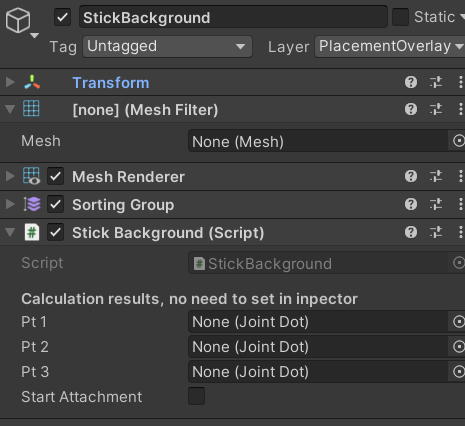 StickBackground
Static
Tag Untagged Layer PlacementOverlay
Transform
[none] (Mesh Filter)
Mesh None (Mesh)
Mesh Renderer
Sorting Group
Stick Background (Script)
Script StickBackground
Calculation results, no need to set in inpector
Pt 1 None (Joint Dot)
Pt 2 None (Joint Dot)
Pt 3 None (Joint Dot)
Start Attachment